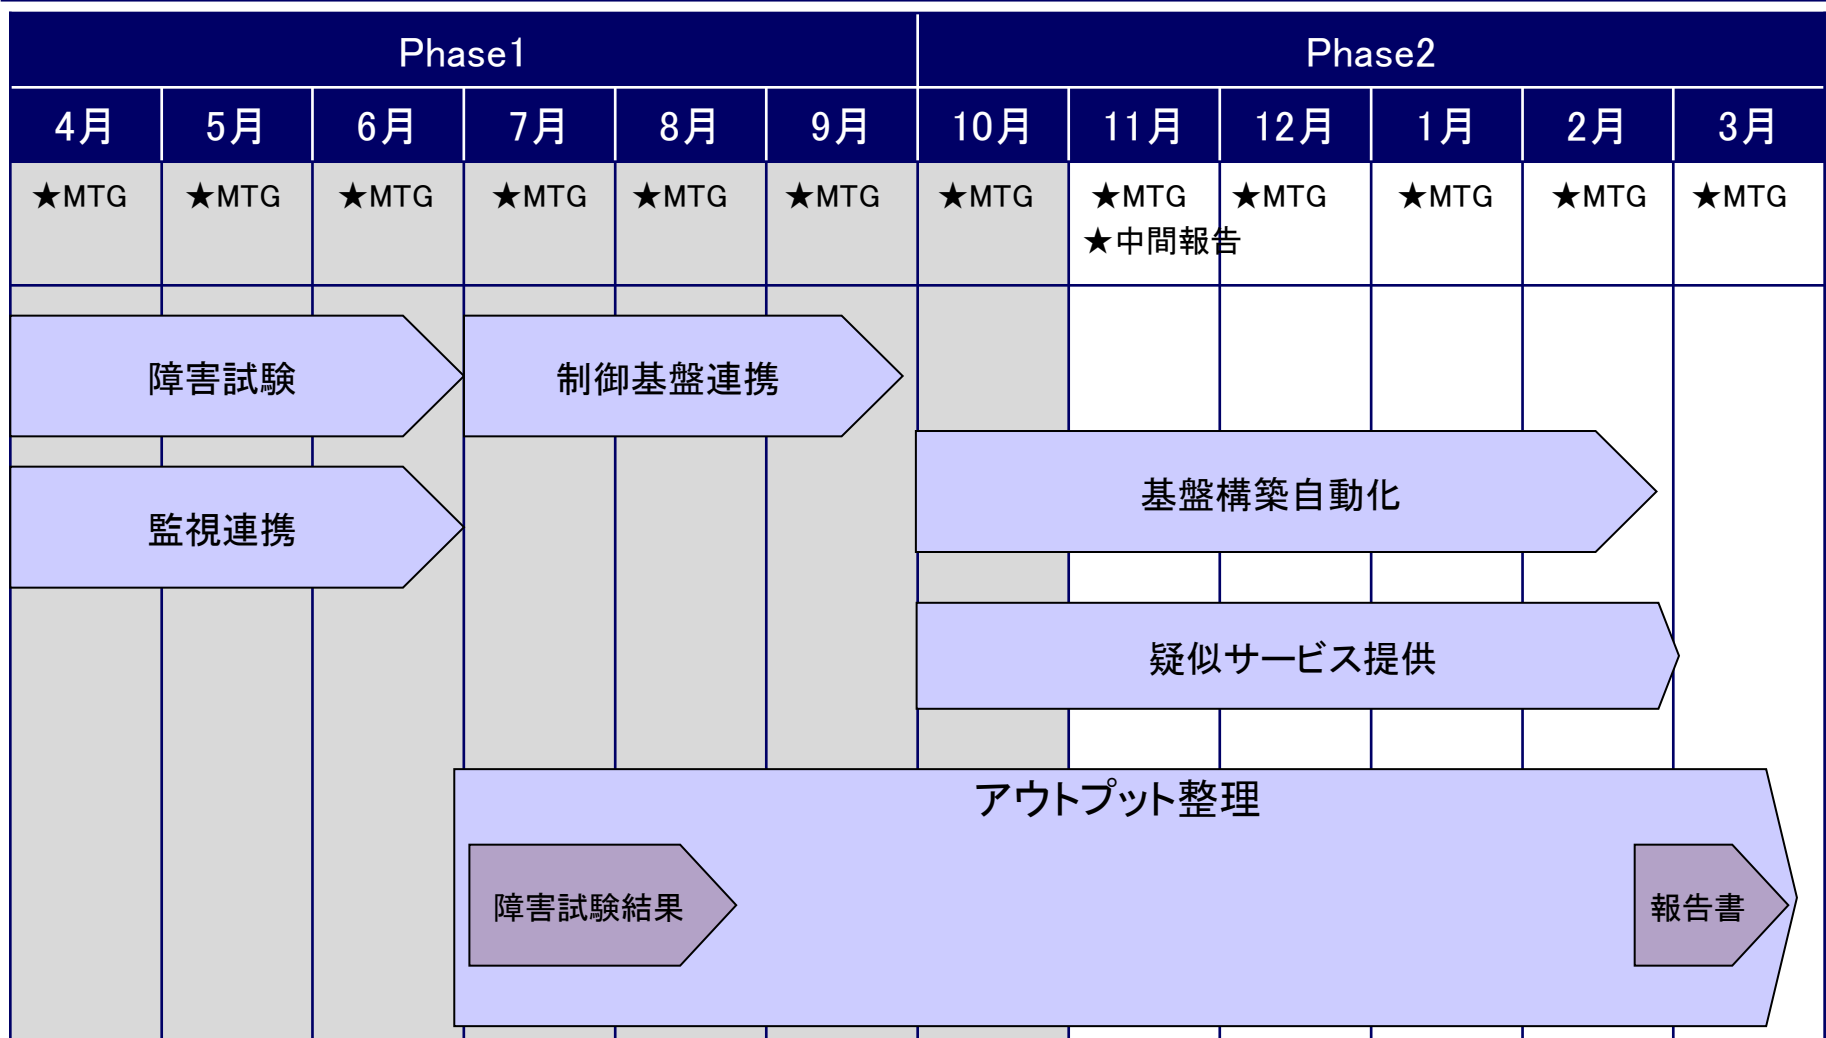 Phase1 Phase2
4月 5月 6月 7月 8月 9月 10月 11月 12月 1月 2月 3月
★MTG ★MTG ★MTG ★MTG ★MTG ★MTG ★MTG ★MTG ★MTG ★MTG ★MTG ★MTG
★中間報告
障害試験 制御基盤連携
監視連携 基盤構築自動化
疑似サービス提供
アウトプット整理
障害試験結果 報告書